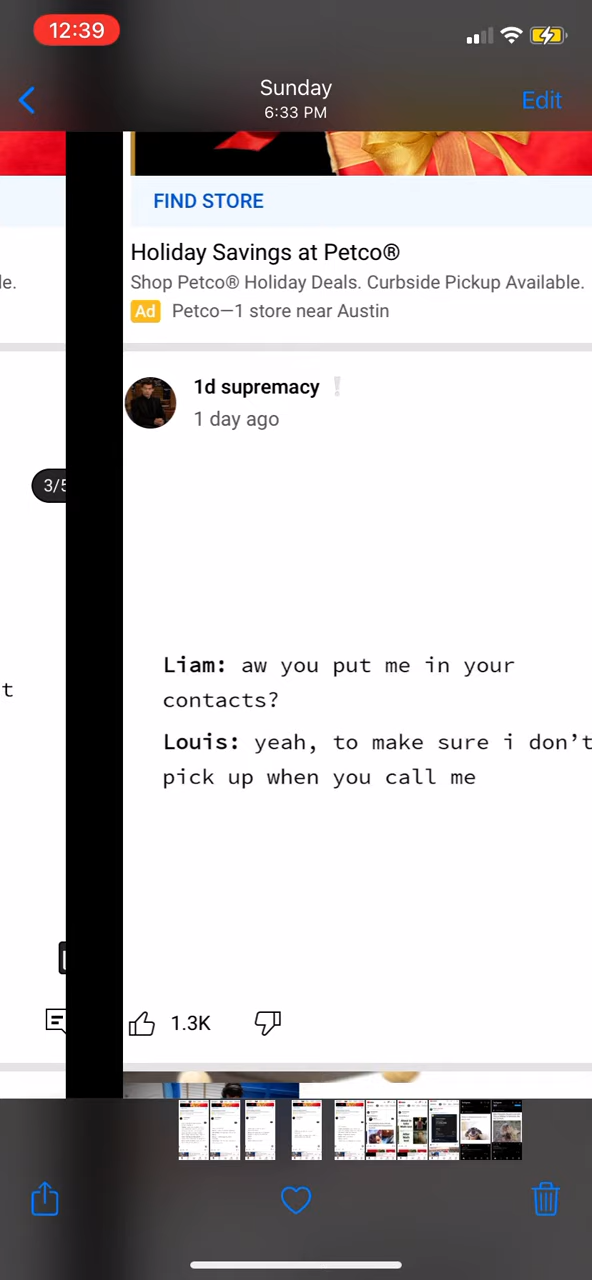 12:39
Sunday
6:33 PM
Edit
FIND STORE
Holiday Savings at Petco®
le.
Shop Petco® Holiday Deals. Curbside Pickup Available.
Ad Petco—1 store near Austin
1d supremacy
1 day ago
3/5
Liam: aw you put me in your
contacts?
t
Louis: yeah, to make sure i don't
pick up when you call me
1.3K